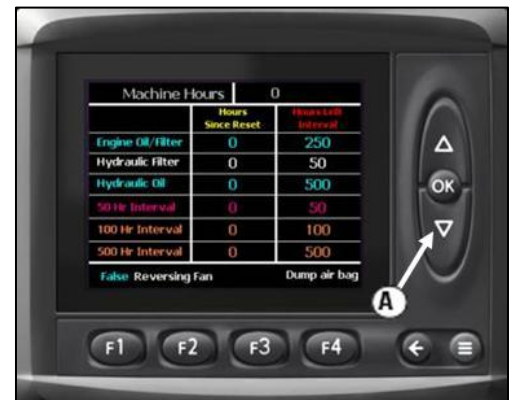 Machine Hours 0
Hours Since Reset Hours Left Interval
Engine Oil/Filter 0 250
Hydraulic Filter 0 50
Hydraulic Oil 0 500
50 Hr Interval 0 50
100 Hr Interval 0 100
500 Hr Interval 0 500
False Reversing Fan Dump air bag
OK
A
F1 F2 F3 F4